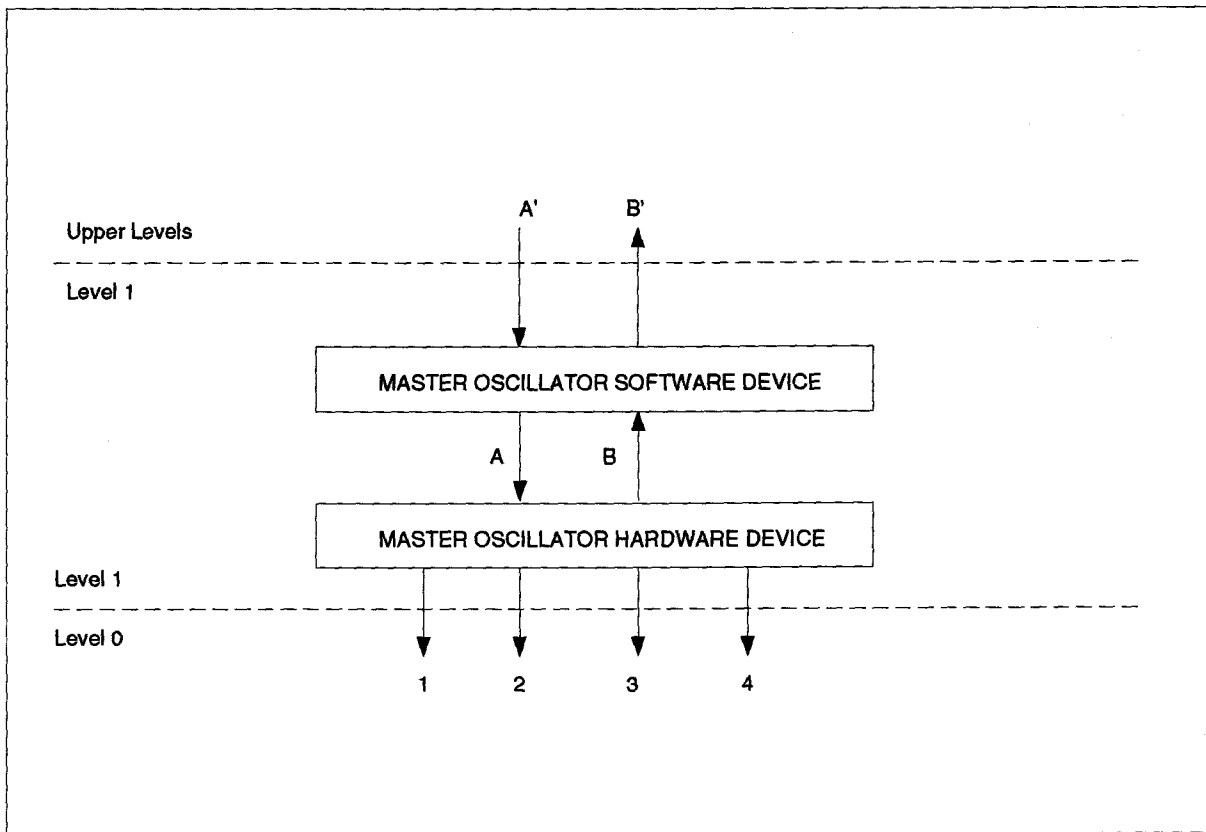 A' B'
Upper Levels
Level 1
MASTER OSCILLATOR SOFTWARE DEVICE
A B
MASTER OSCILLATOR HARDWARE DEVICE
Level 1
Level 0
1 2 3 4